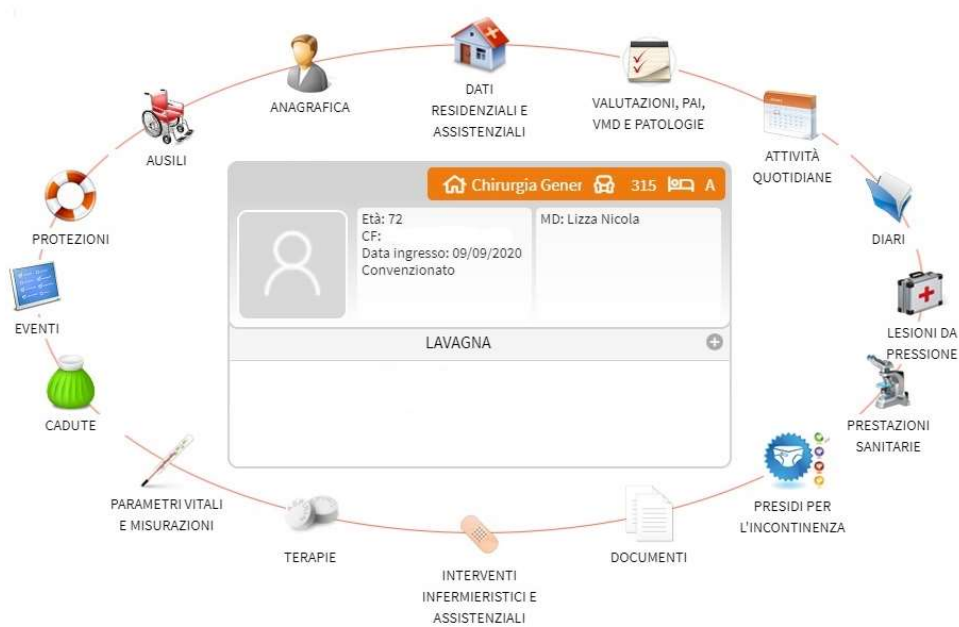 ANAGRAFICA
DATI
RESIDENZIALI E
ASSISTENZIALI
VALUTAZIONI, PAI,
VMD E PATOLOGIE
ATTIVITÀ
QUOTIDIANE
AUSILI
PROTEZIONI
DIARI
EVENTI
LESIONI DA
PRESSIONE
CADUTE
PRESTAZIONI
SANITARIE
PARAMETRI VITALI
E MISURAZIONI
PRESIDI PER
L'INCONTINENZA
TERAPIE
DOCUMENTI
INTERVENTI
INFERMIERISTICI E
ASSISTENZIALI
Chirurgia Gener 315 A
Età: 72
CF:
Data ingresso: 09/09/2020
Convenzionato
MD: Lizza Nicola
LAVAGNA